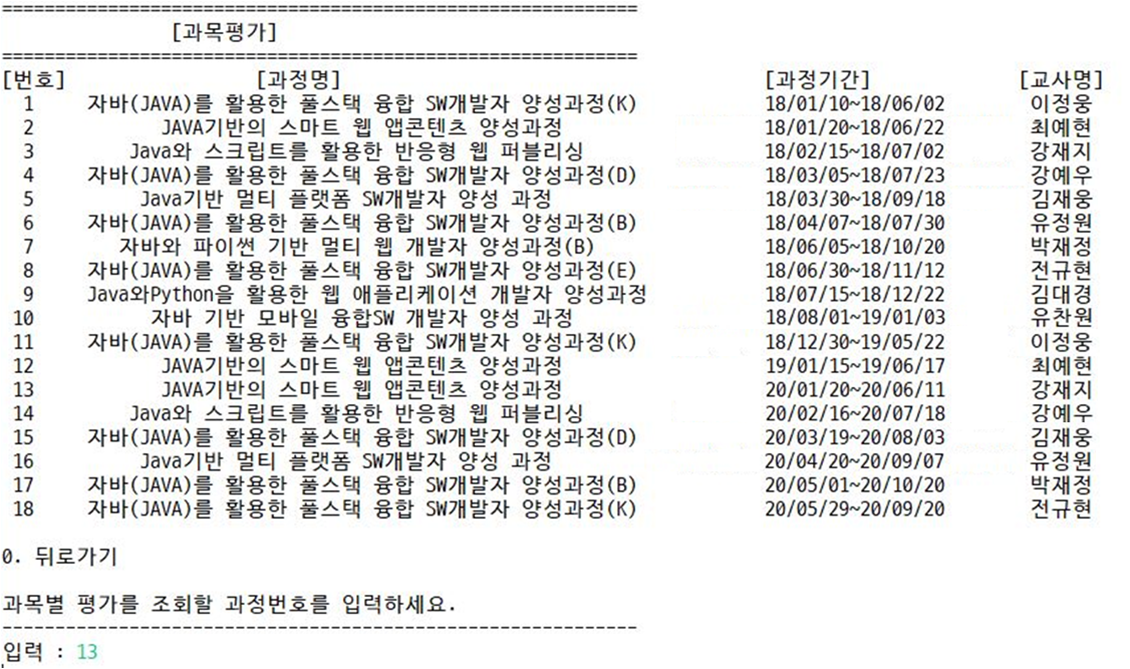 ============================================================
[과목평가]
============================================================
[번호] [과정명] [과정기간] [교사명]
1 자바(JAVA)를 활용한 풀스택 융합 SW개발자 양성과정(K) 18/01/10~18/06/02 이정웅
2 JAVA기반의 스마트 웹 앱콘텐츠 양성과정 18/01/20~18/06/22 최예현
3 Java와 스크립트를 활용한 반응형 웹 퍼블리싱 18/02/15~18/07/02 강재지
4 자바(JAVA)를 활용한 풀스택 융합 SW개발자 양성과정(D) 18/03/05~18/07/23 강예우
5 Java기반 멀티 플랫폼 SW개발자 양성 과정 18/03/30~18/09/18 김재웅
6 자바(JAVA)를 활용한 풀스택 융합 SW개발자 양성과정(B) 18/04/07~18/07/30 유정원
7 자바와 파이썬 기반 멀티 웹 개발자 양성과정(B) 18/06/05~18/10/20 박재정
8 자바(JAVA)를 활용한 풀스택 융합 SW개발자 양성과정(E) 18/06/30~18/11/12 전규현
9 Java와Python을 활용한 웹 애플리케이션 개발자 양성과정 18/07/15~18/12/22 김대경
10 자바 기반 모바일 융합SW 개발자 양성 과정 18/08/01~19/01/03 유찬원
11 자바(JAVA)를 활용한 풀스택 융합 SW개발자 양성과정(K) 18/12/30~19/05/22 이정웅
12 JAVA기반의 스마트 웹 앱콘텐츠 양성과정 19/01/15~19/06/17 최예현
13 JAVA기반의 스마트 웹 앱콘텐츠 양성과정 20/01/20~20/06/11 강재지
14 Java와 스크립트를 활용한 반응형 웹 퍼블리싱 20/02/16~20/07/18 강예우
15 자바(JAVA)를 활용한 풀스택 융합 SW개발자 양성과정(D) 20/03/19~20/08/03 김재웅
16 Java기반 멀티 플랫폼 SW개발자 양성 과정 20/04/20~20/09/07 유정원
17 자바(JAVA)를 활용한 풀스택 융합 SW개발자 양성과정(B) 20/05/01~20/10/20 박재정
18 자바(JAVA)를 활용한 풀스택 융합 SW개발자 양성과정(K) 20/05/29~20/09/20 전규현
0. 뒤로가기
과목별 평가를 조회할 과정번호를 입력하세요.
------------------------------------------------------------
입력 : 13